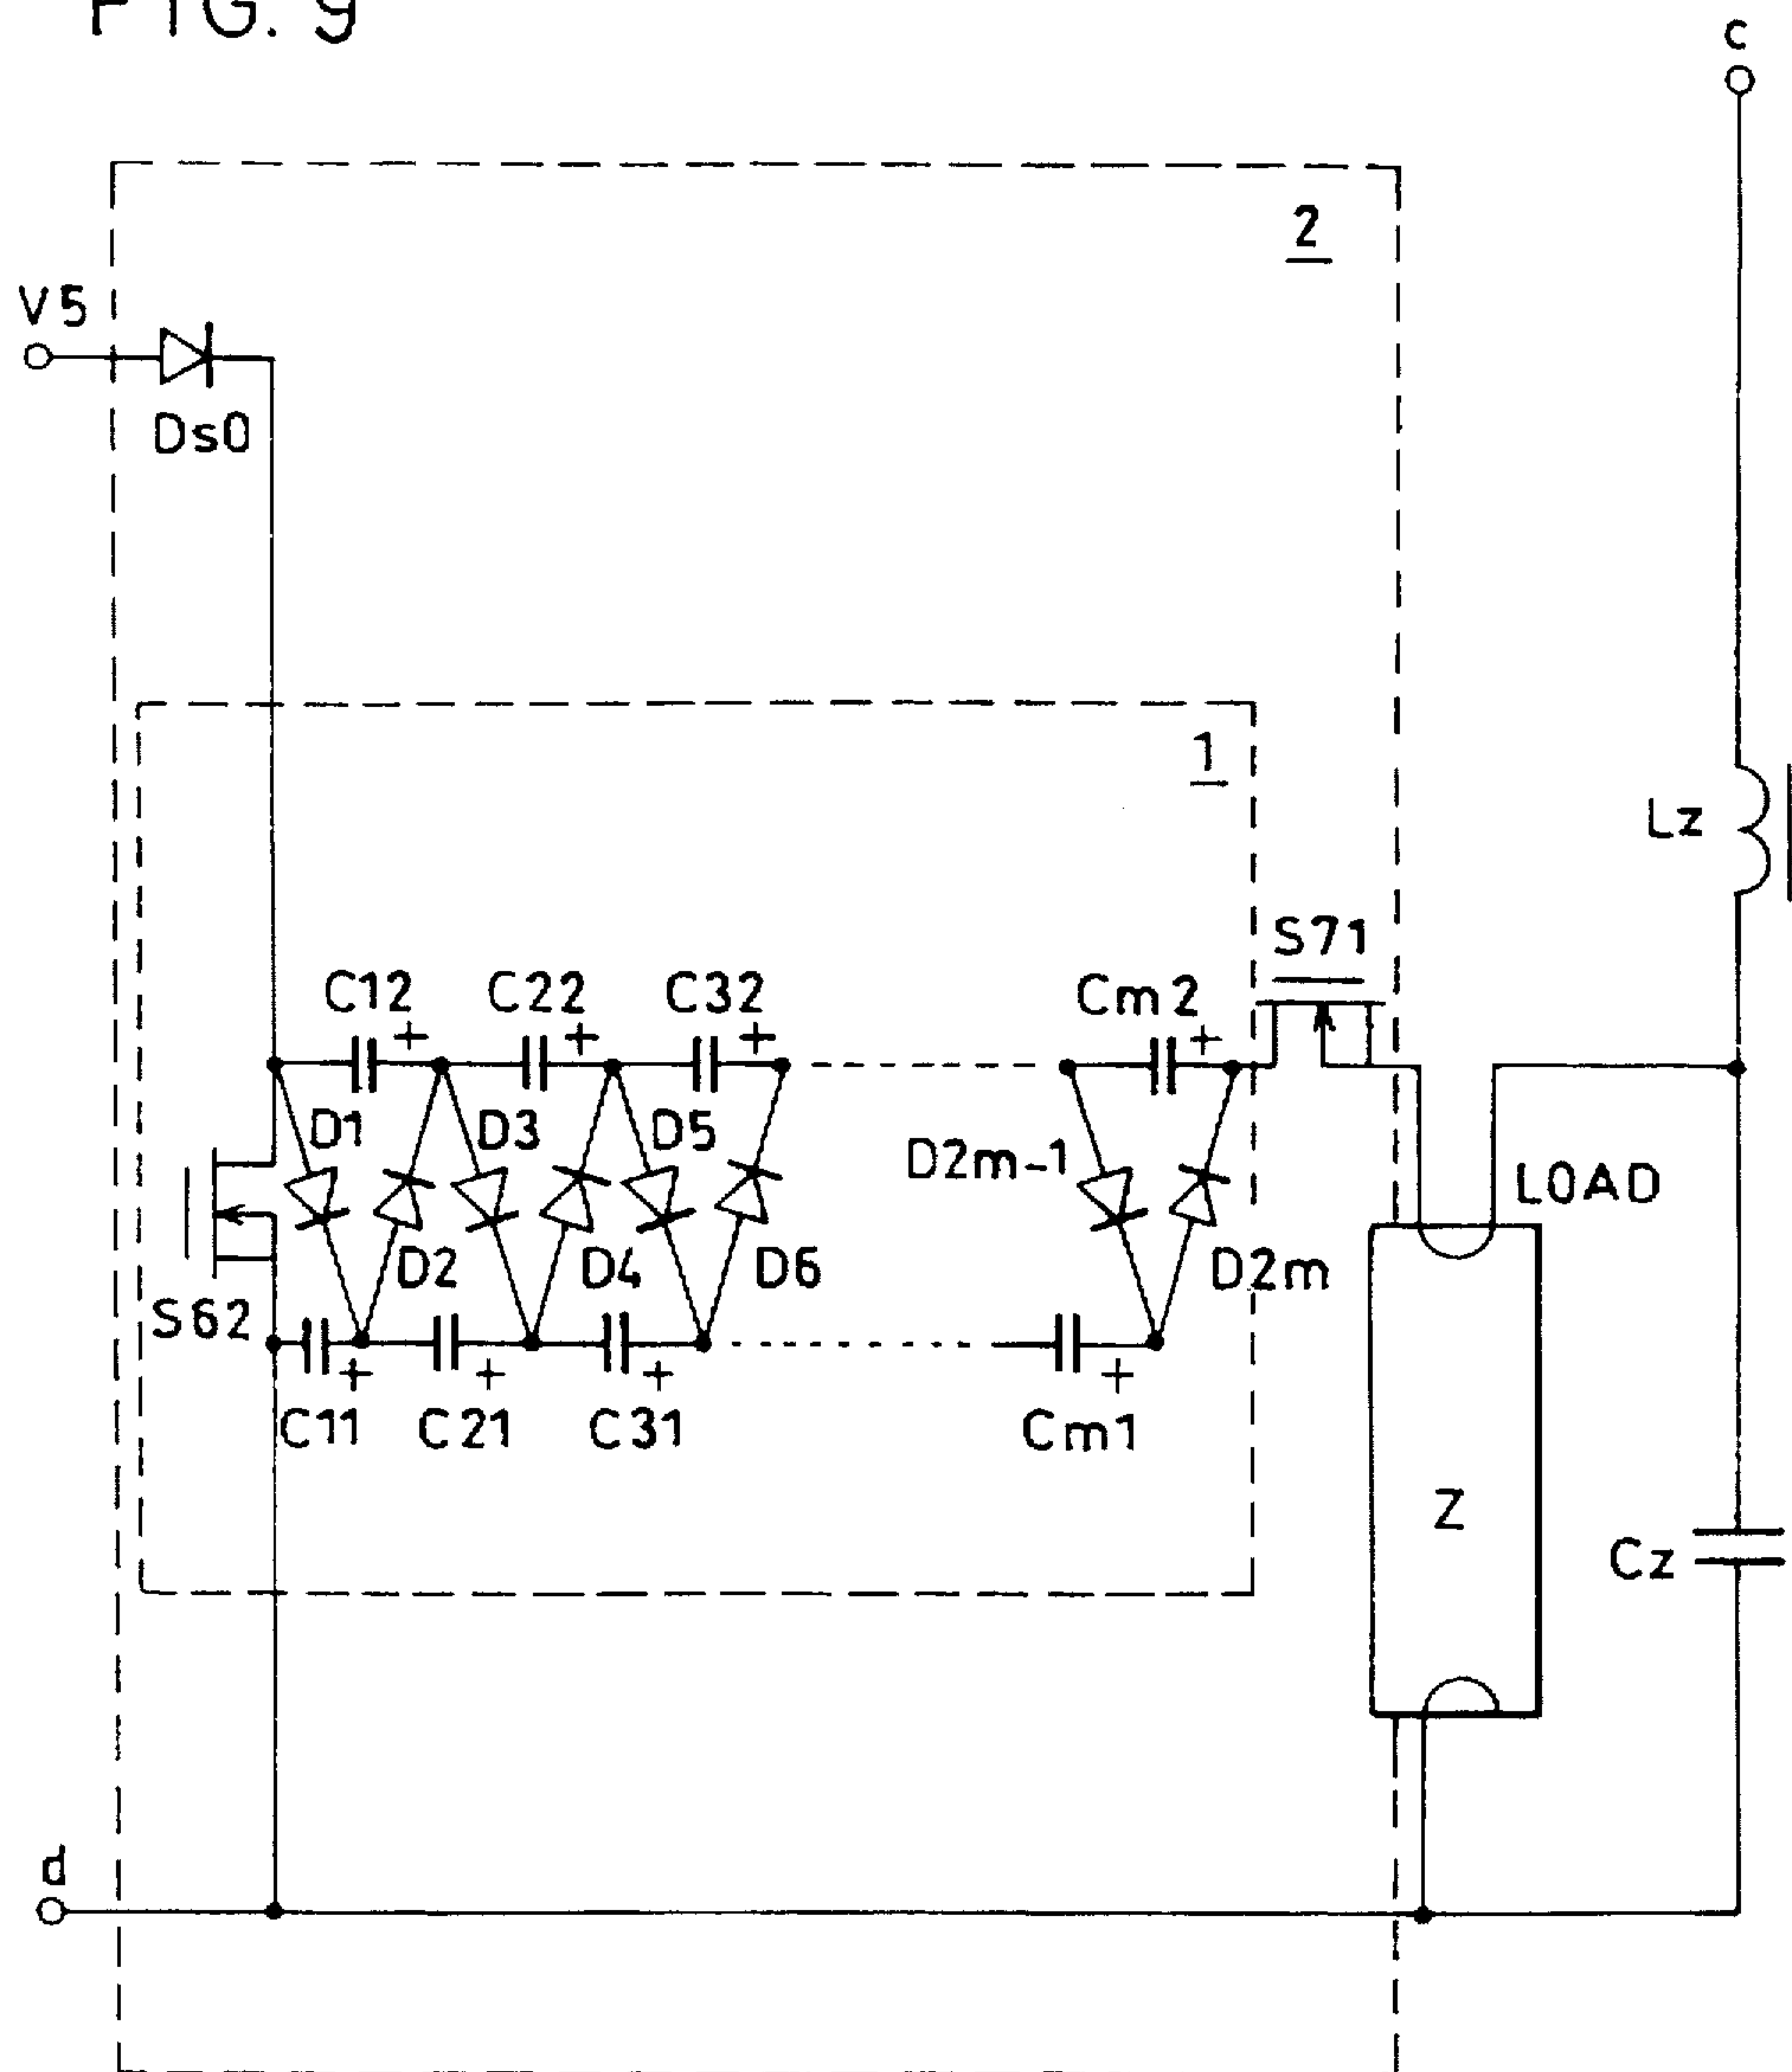 FIG. 9
c
2
V5
Ds0
1
Lz
S71
C12 C22 C32 Cm2
+ + + +
D1 D3 D5 D2m-1
LOAD
D2 D4 D6 D2m
S62
+ + + +
C11 C21 C31 Cm1
Z
Cz
d